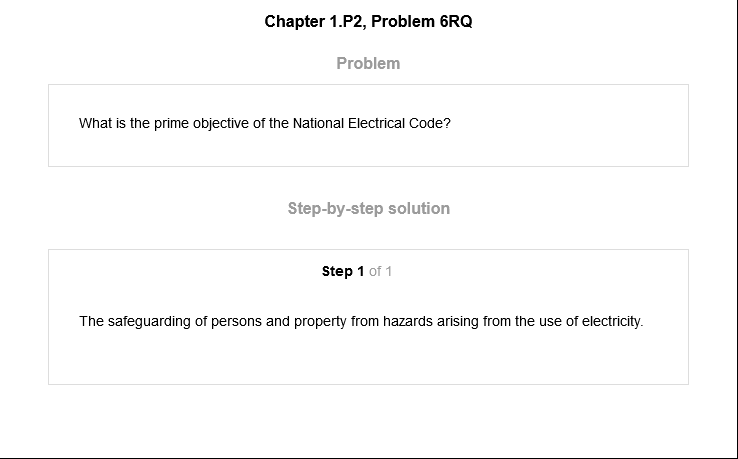 Chapter 1.P2, Problem 6RQ
Problem
What is the prime objective of the National Electrical Code?
Step-by-step solution
Step 1 of 1
The safeguarding of persons and property from hazards arising from the use of electricity.